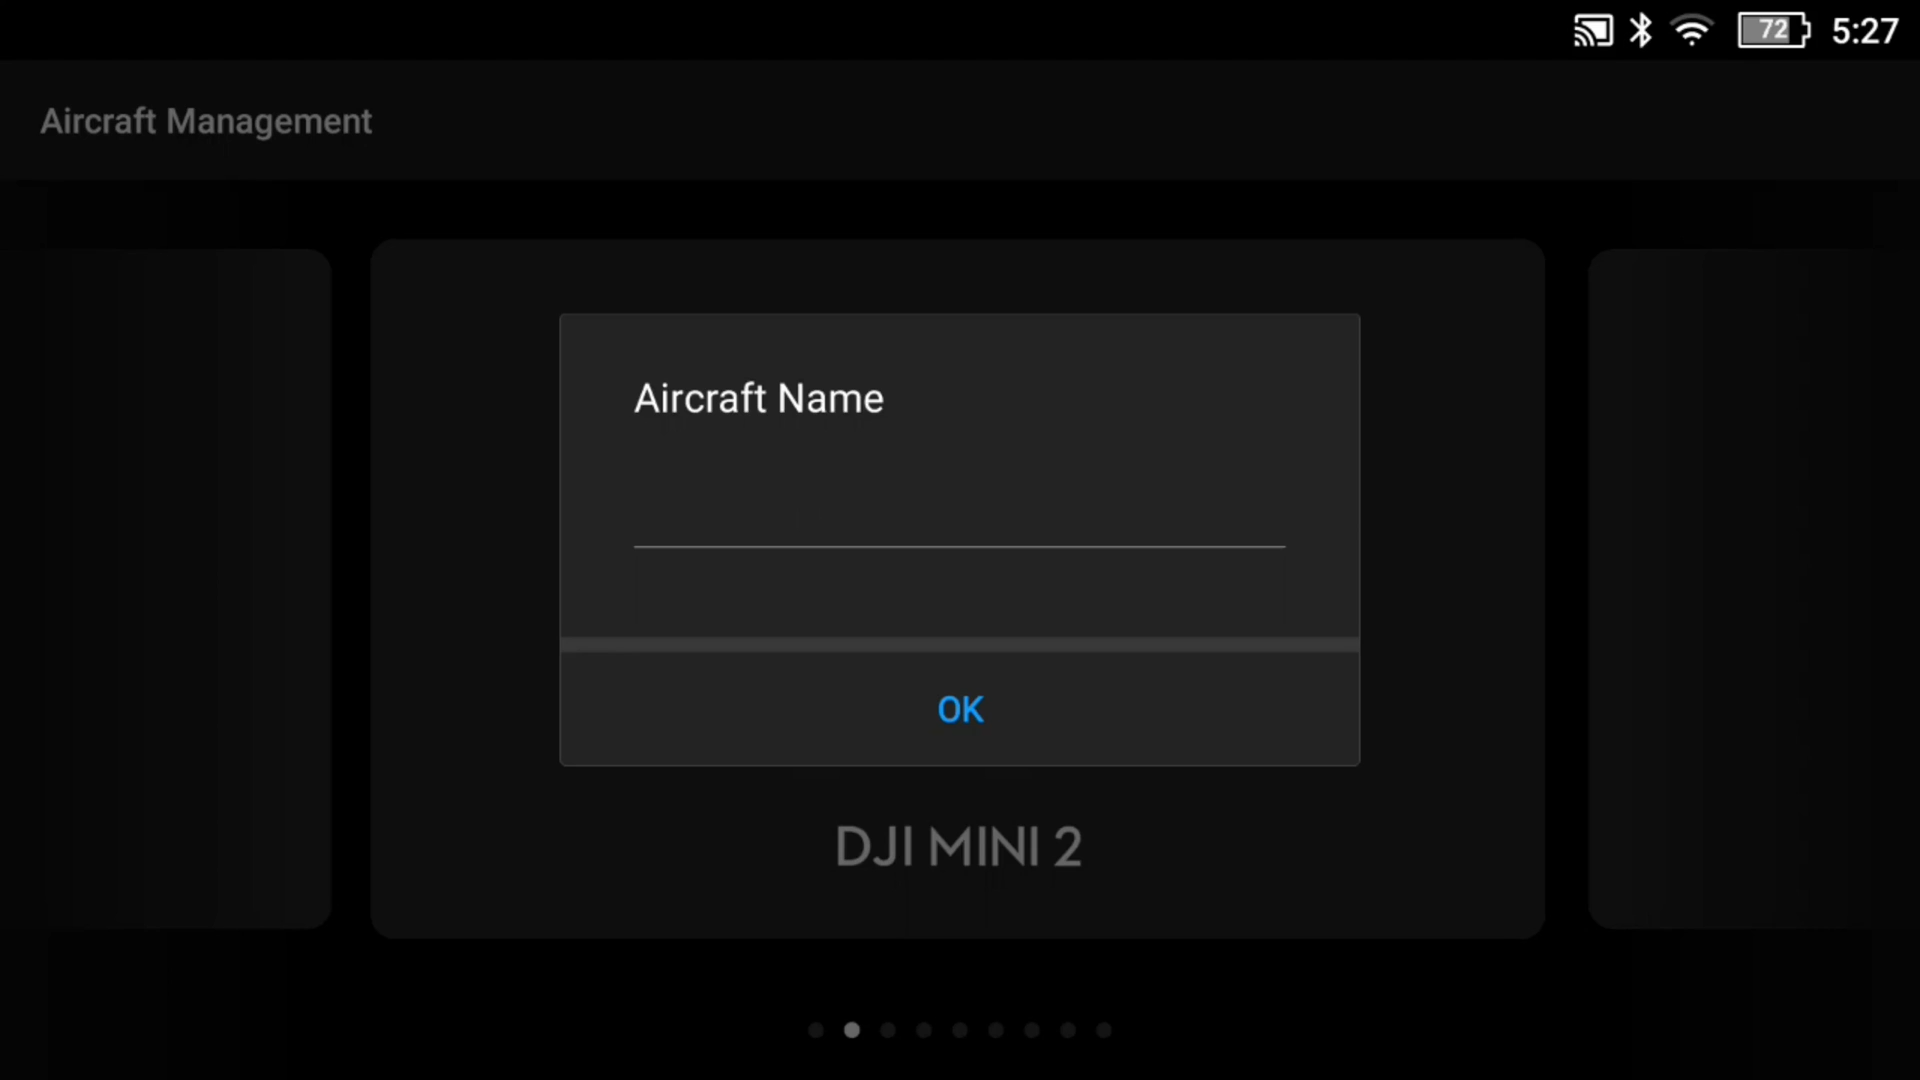 72 5:27
Aircraft Management
Aircraft Name
OK
DJI MINI 2